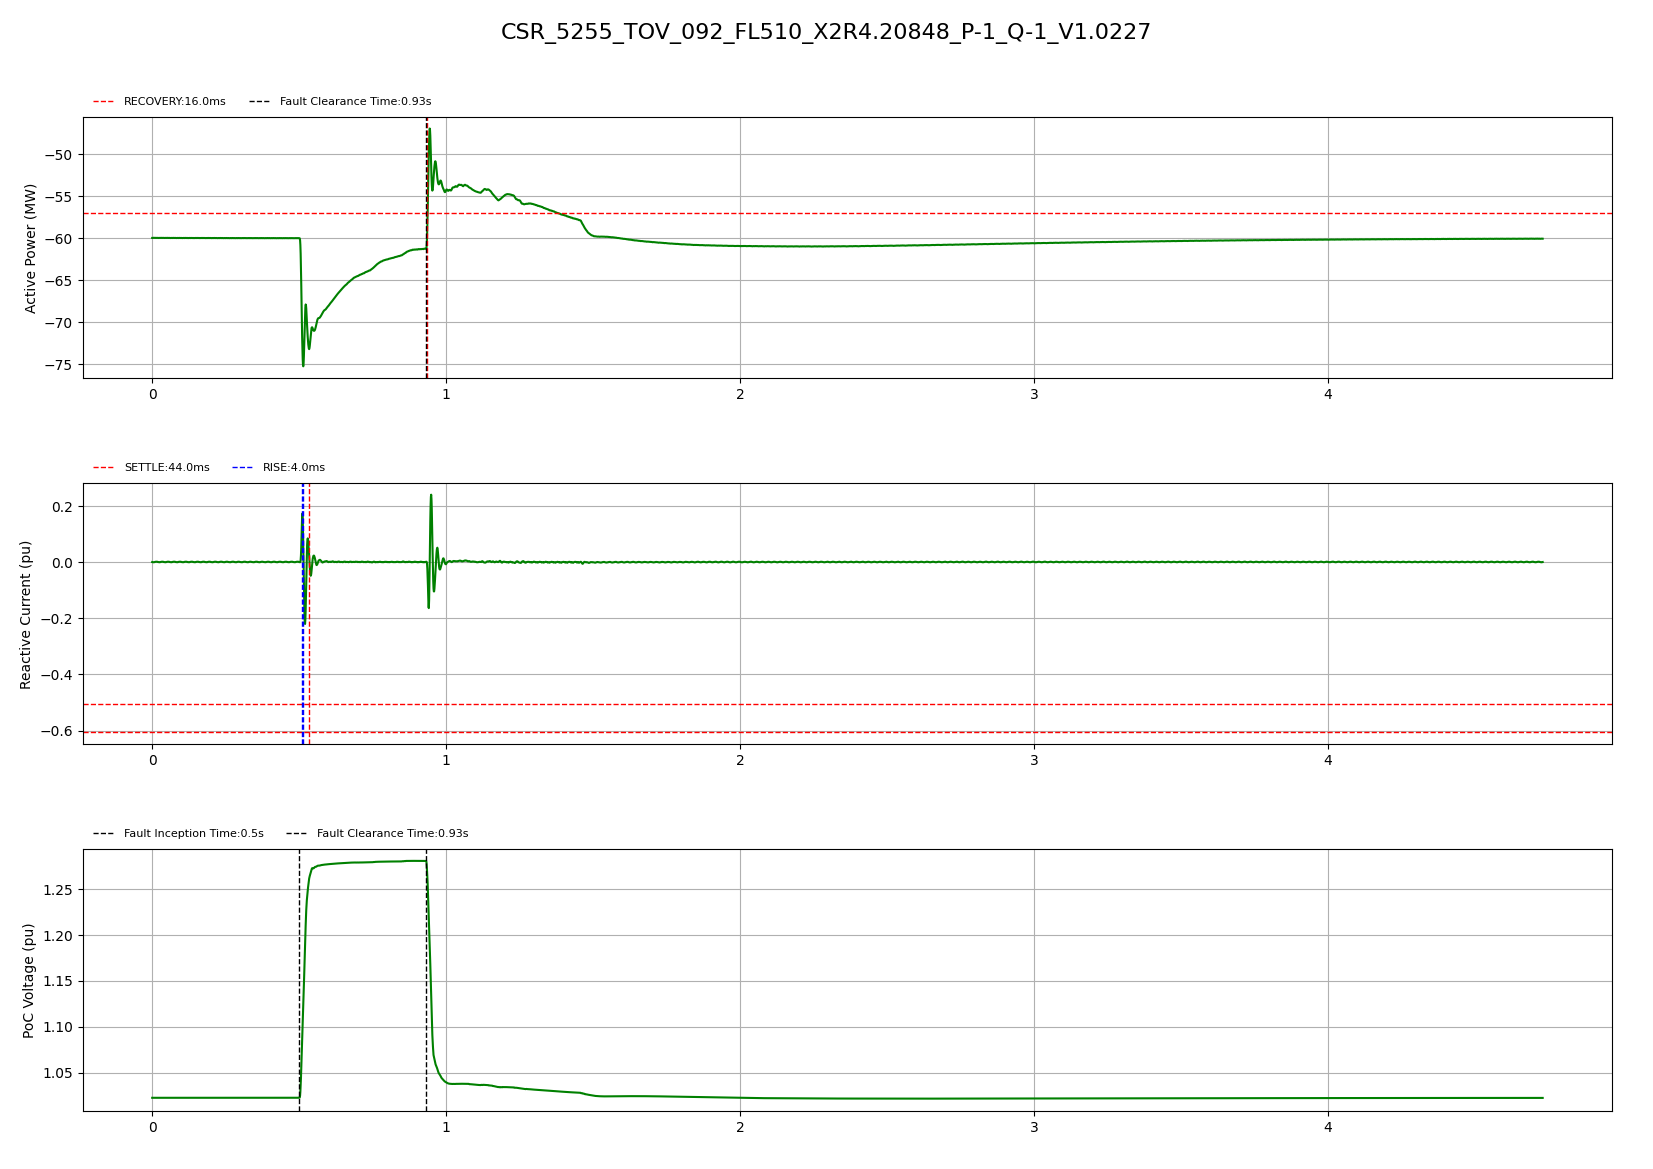 CSR_5255_TOV_092_FL510_X2R4.20848_P-1_Q-1_V1.0227
RECOVERY:16.0ms Fault Clearance Time:0.93s
Active Power (MW)
−50
−55
−60
−65
−70
−75
0 1 2 3 4
SETTLE:44.0ms RISE:4.0ms
Reactive Current (pu)
0.2
0.0
−0.2
−0.4
−0.6
0 1 2 3 4
Fault Inception Time:0.5s Fault Clearance Time:0.93s
PoC Voltage (pu)
1.25
1.20
1.15
1.10
1.05
0 1 2 3 4